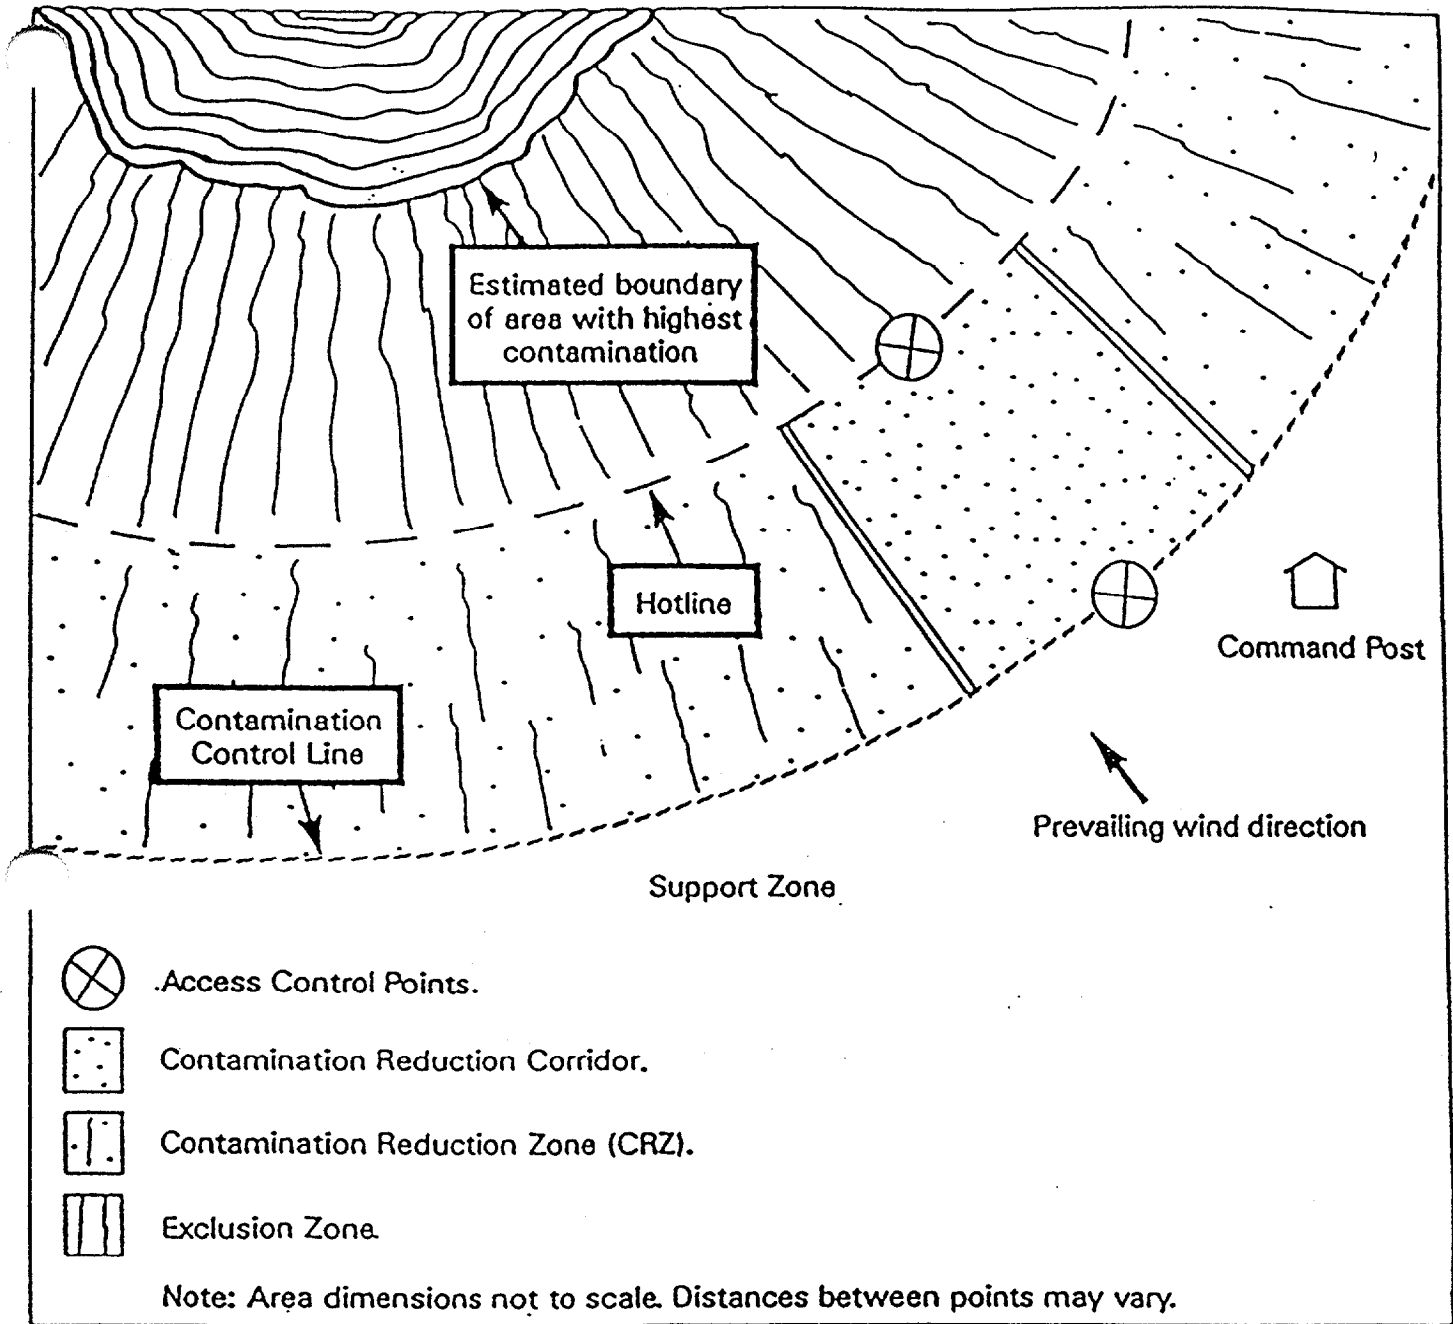 Estimated boundary
of area with highest
contamination
Hotline
Command Post
Contamination
Control Line
Prevailing wind direction
Support Zone
.Access Control Points.
Contamination Reduction Corridor.
Contamination Reduction Zone (CRZ).
Exclusion Zone.
Note: Area dimensions not to scale. Distances between points may vary.